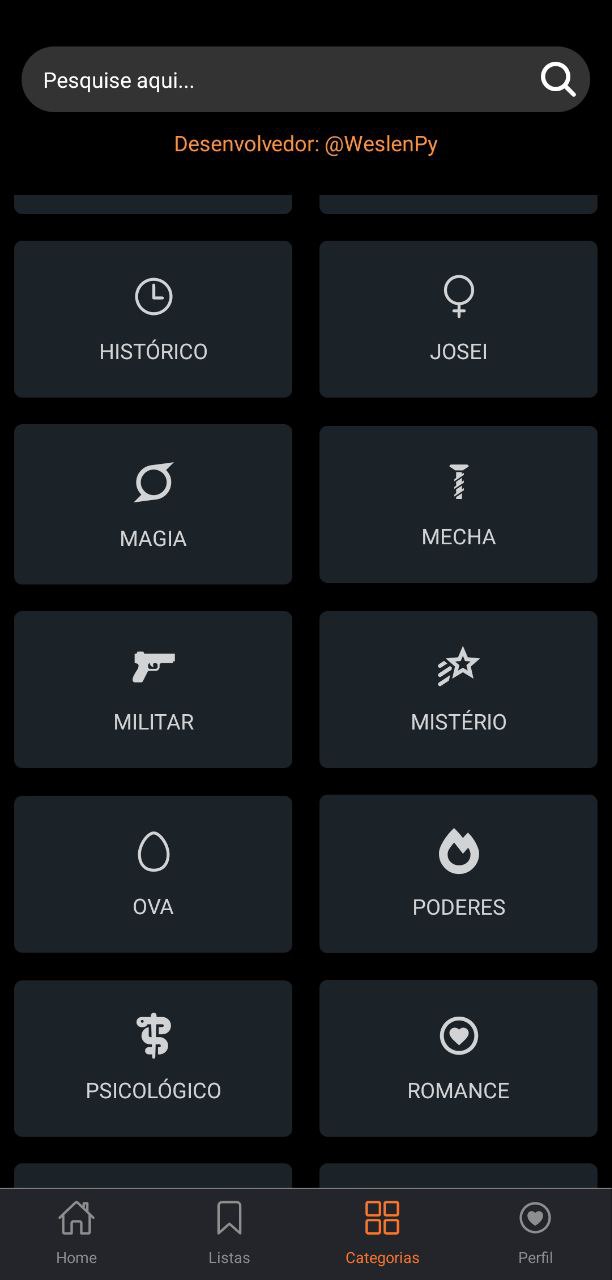 Pesquise aqui...
Desenvolvedor: @WeslenPy
HISTÓRICO
JOSEI
MAGIA
MECHA
MILITAR
MISTÉRIO
OVA
PODERES
PSICOLÓGICO
ROMANCE
Home
Listas
Categorias
Perfil